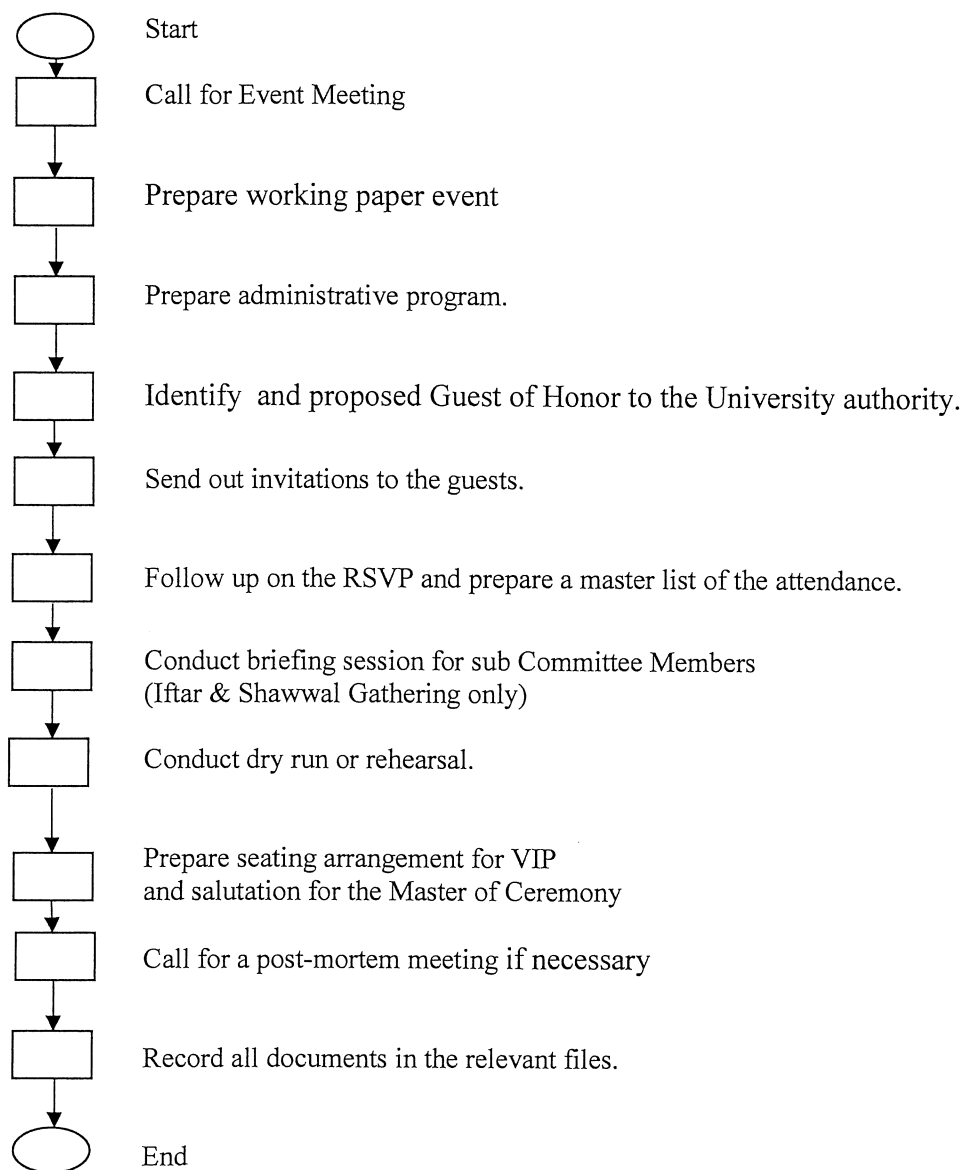 Start
Call for Event Meeting
Prepare working paper event
Prepare administrative program.
Identify  and proposed Guest of Honor to the University authority.
Send out invitations to the guests.
Follow up on the RSVP and prepare a master list of the attendance.
Conduct briefing session for sub Committee Members
(Iftar & Shawwal Gathering only)
Conduct dry run or rehearsal.
Prepare seating arrangement for VIP
and salutation for the Master of Ceremony
Call for a post-mortem meeting if necessary
Record all documents in the relevant files.
End